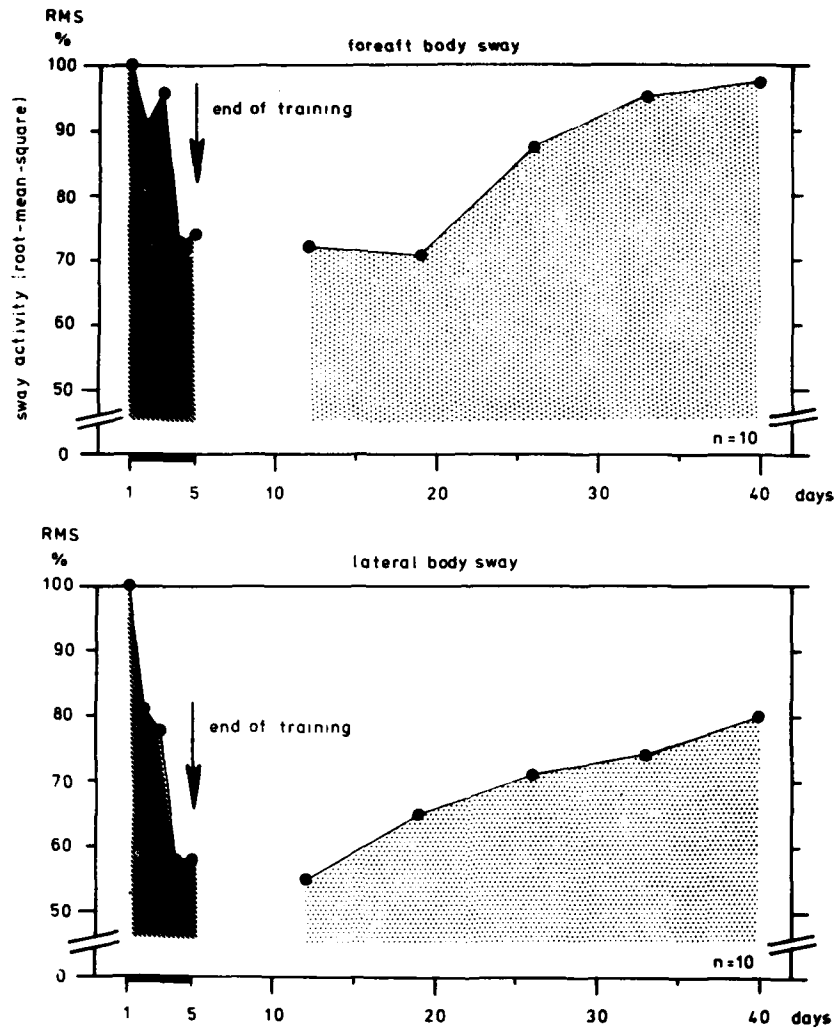 RMS
%
foreaft body sway
100
90
80
70
60
50
0
sway activity (root-mean-square)
end of training
n=10
1 5 10 20 30 40 days
RMS
%
lateral body sway
100
90
80
70
60
50
0
end of training
n=10
1 5 10 20 30 40 days